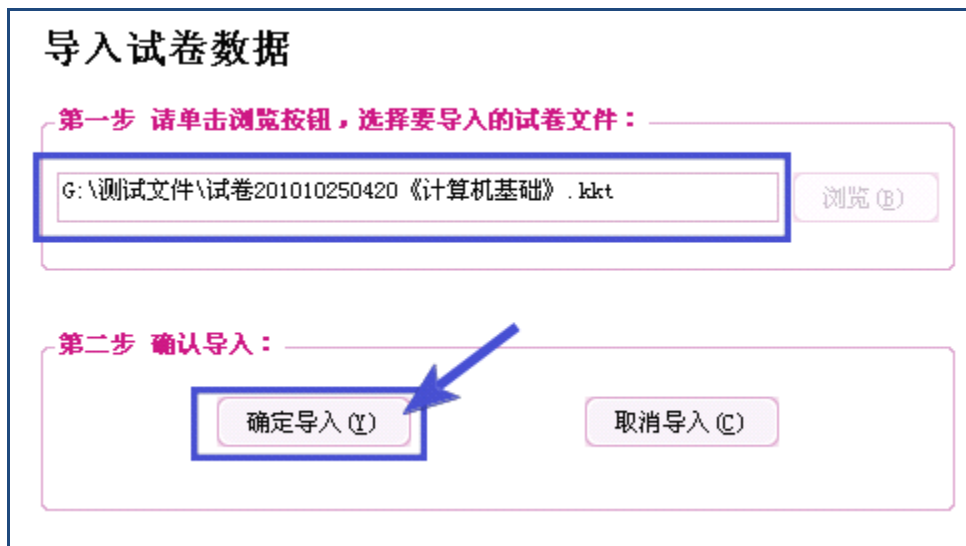 导入试卷数据
第一步 请单击浏览按钮，选择要导入的试卷文件：
G:\测试文件\试卷201010250420《计算机基础》.kkt
浏览(B)
第二步 确认导入：
确定导入(Y)
取消导入(C)